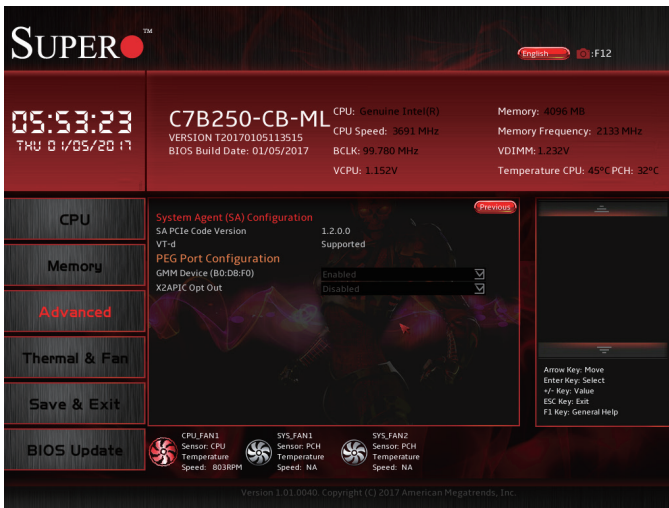 SUPER TM
English :F12
05:53:23
THU 01/05/2017
C7B250-CB-ML
VERSION T20170105113515
BIOS Build Date: 01/05/2017
CPU: Genuine Intel(R)
CPU Speed: 3691 MHz
BCLK: 99.780 MHz
VCPU: 1.152V
Memory: 4096 MB
Memory Frequency: 2133 MHz
VDIMM: 1.232V
Temperature CPU: 45°C PCH: 32°C
CPU
Memory
Advanced
Thermal & Fan
Save & Exit
BIOS Update
Previous
System Agent (SA) Configuration
SA PCIe Code Version 1.2.0.0
VT-d Supported
PEG Port Configuration
GMM Device (B0:D8:F0) Enabled
X2APIC Opt Out Disabled
Arrow Key: Move
Enter Key: Select
+/- Key: Value
ESC Key: Exit
F1 Key: General Help
CPU_FAN1
Sensor: CPU
Temperature
Speed: 803RPM
SYS_FAN1
Sensor: PCH
Temperature
Speed: NA
SYS_FAN2
Sensor: PCH
Temperature
Speed: NA
Version 1.01.0040. Copyright (C) 2017 American Megatrends, Inc.